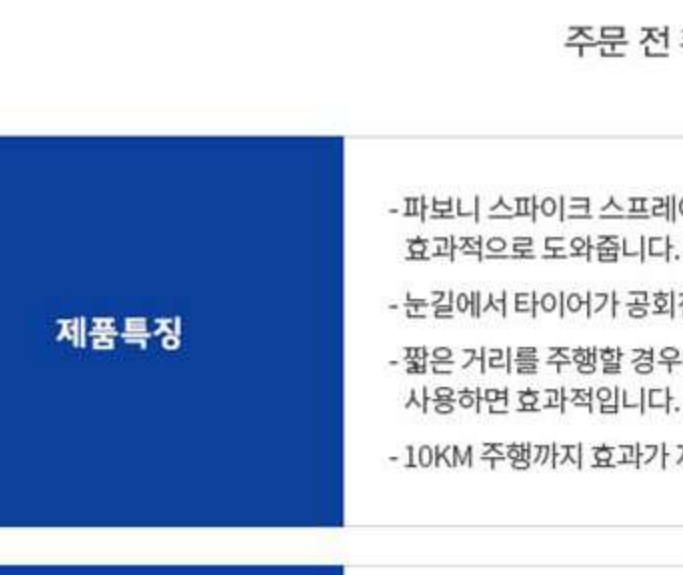 주문 전
제품특징
- 파보니 스파이크 스프레이
효과적으로 도와줍니다.
- 눈길에서 타이어가 공회전
- 짧은 거리를 주행할 경우
사용하면 효과적입니다.
- 10KM 주행까지 효과가